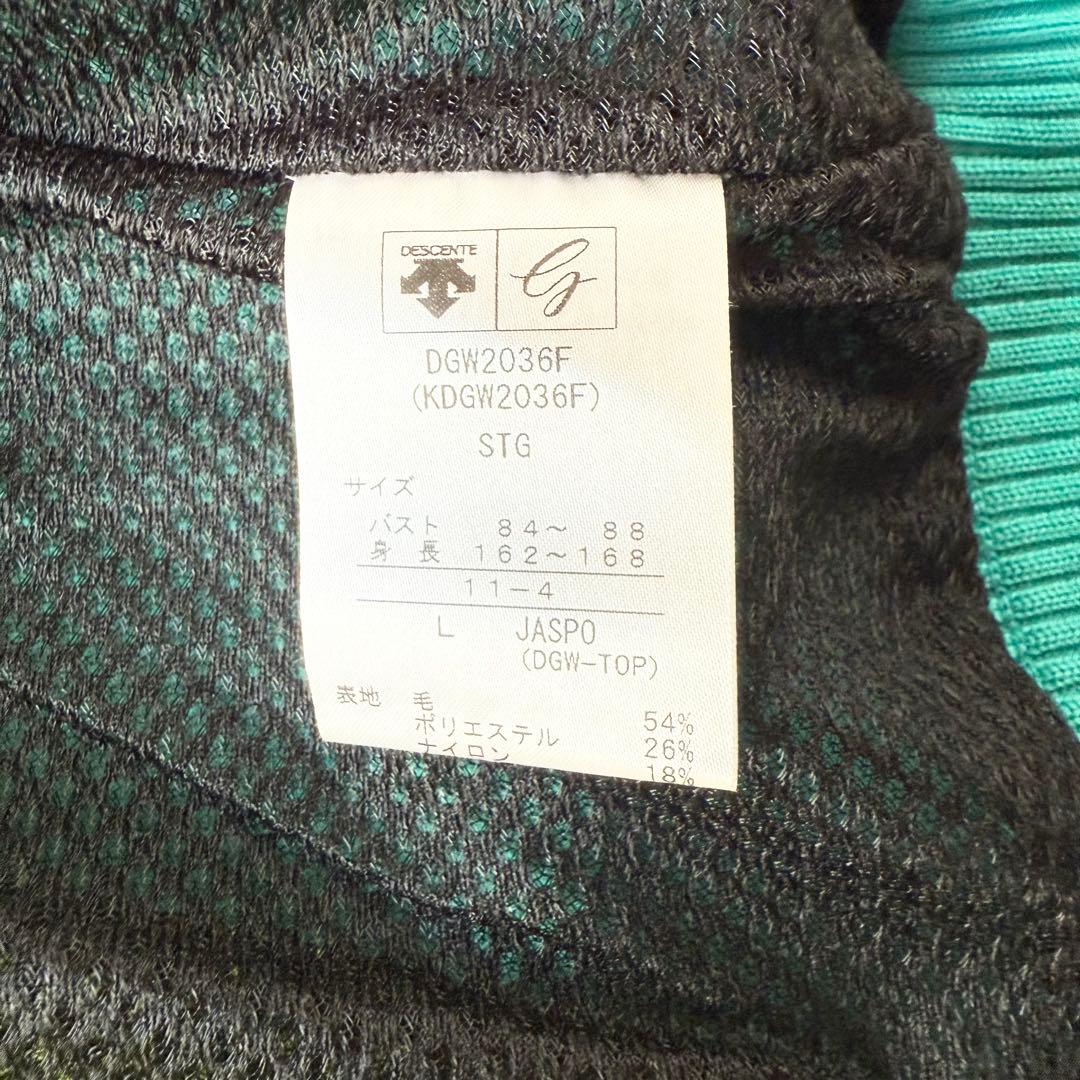 DESCENTE
G
DGW2036F
(KDGW2036F)
STG
サイズ
バスト 84〜 88
身長 162〜168
11-4
L JASPO
(DGW-TOP)
表地 毛 54%
ポリエステル 26%
ナイロン 18%